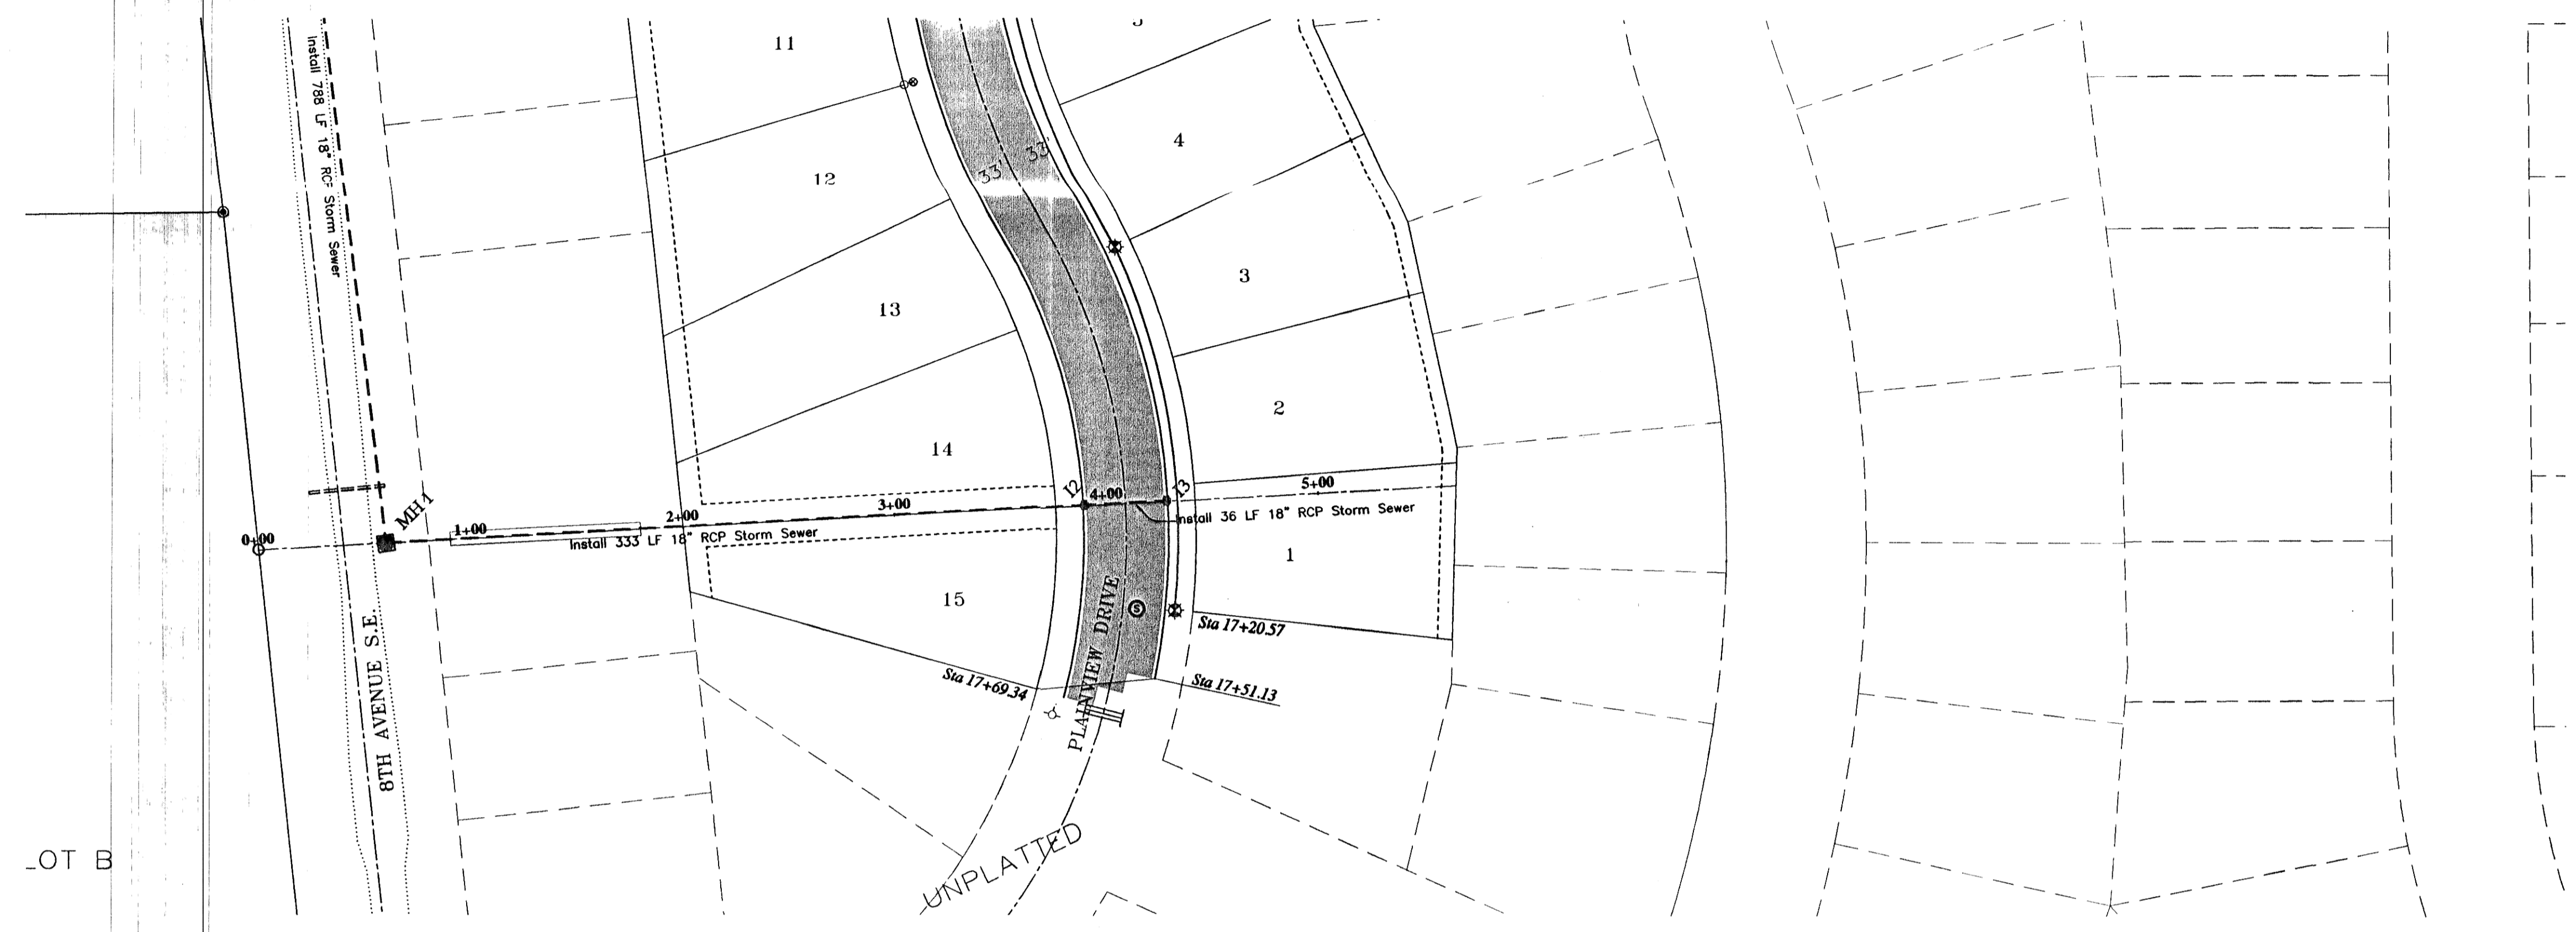 11
Install 788 LF 18" RCP Storm Sewer
4
33'
33'
12
3
13
2
14
I2
4+00
I3
5+00
3+00
Install 36 LF 18" RCP Storm Sewer
MH 1
2+00
1+00
0+00
Install 333 LF 18" RCP Storm Sewer
1
15
PLAINVIEW DRIVE
S
Sta 17+20.57
8TH AVENUE S.E.
Sta 17+69.34
Sta 17+51.13
UNPLATTED
OT B